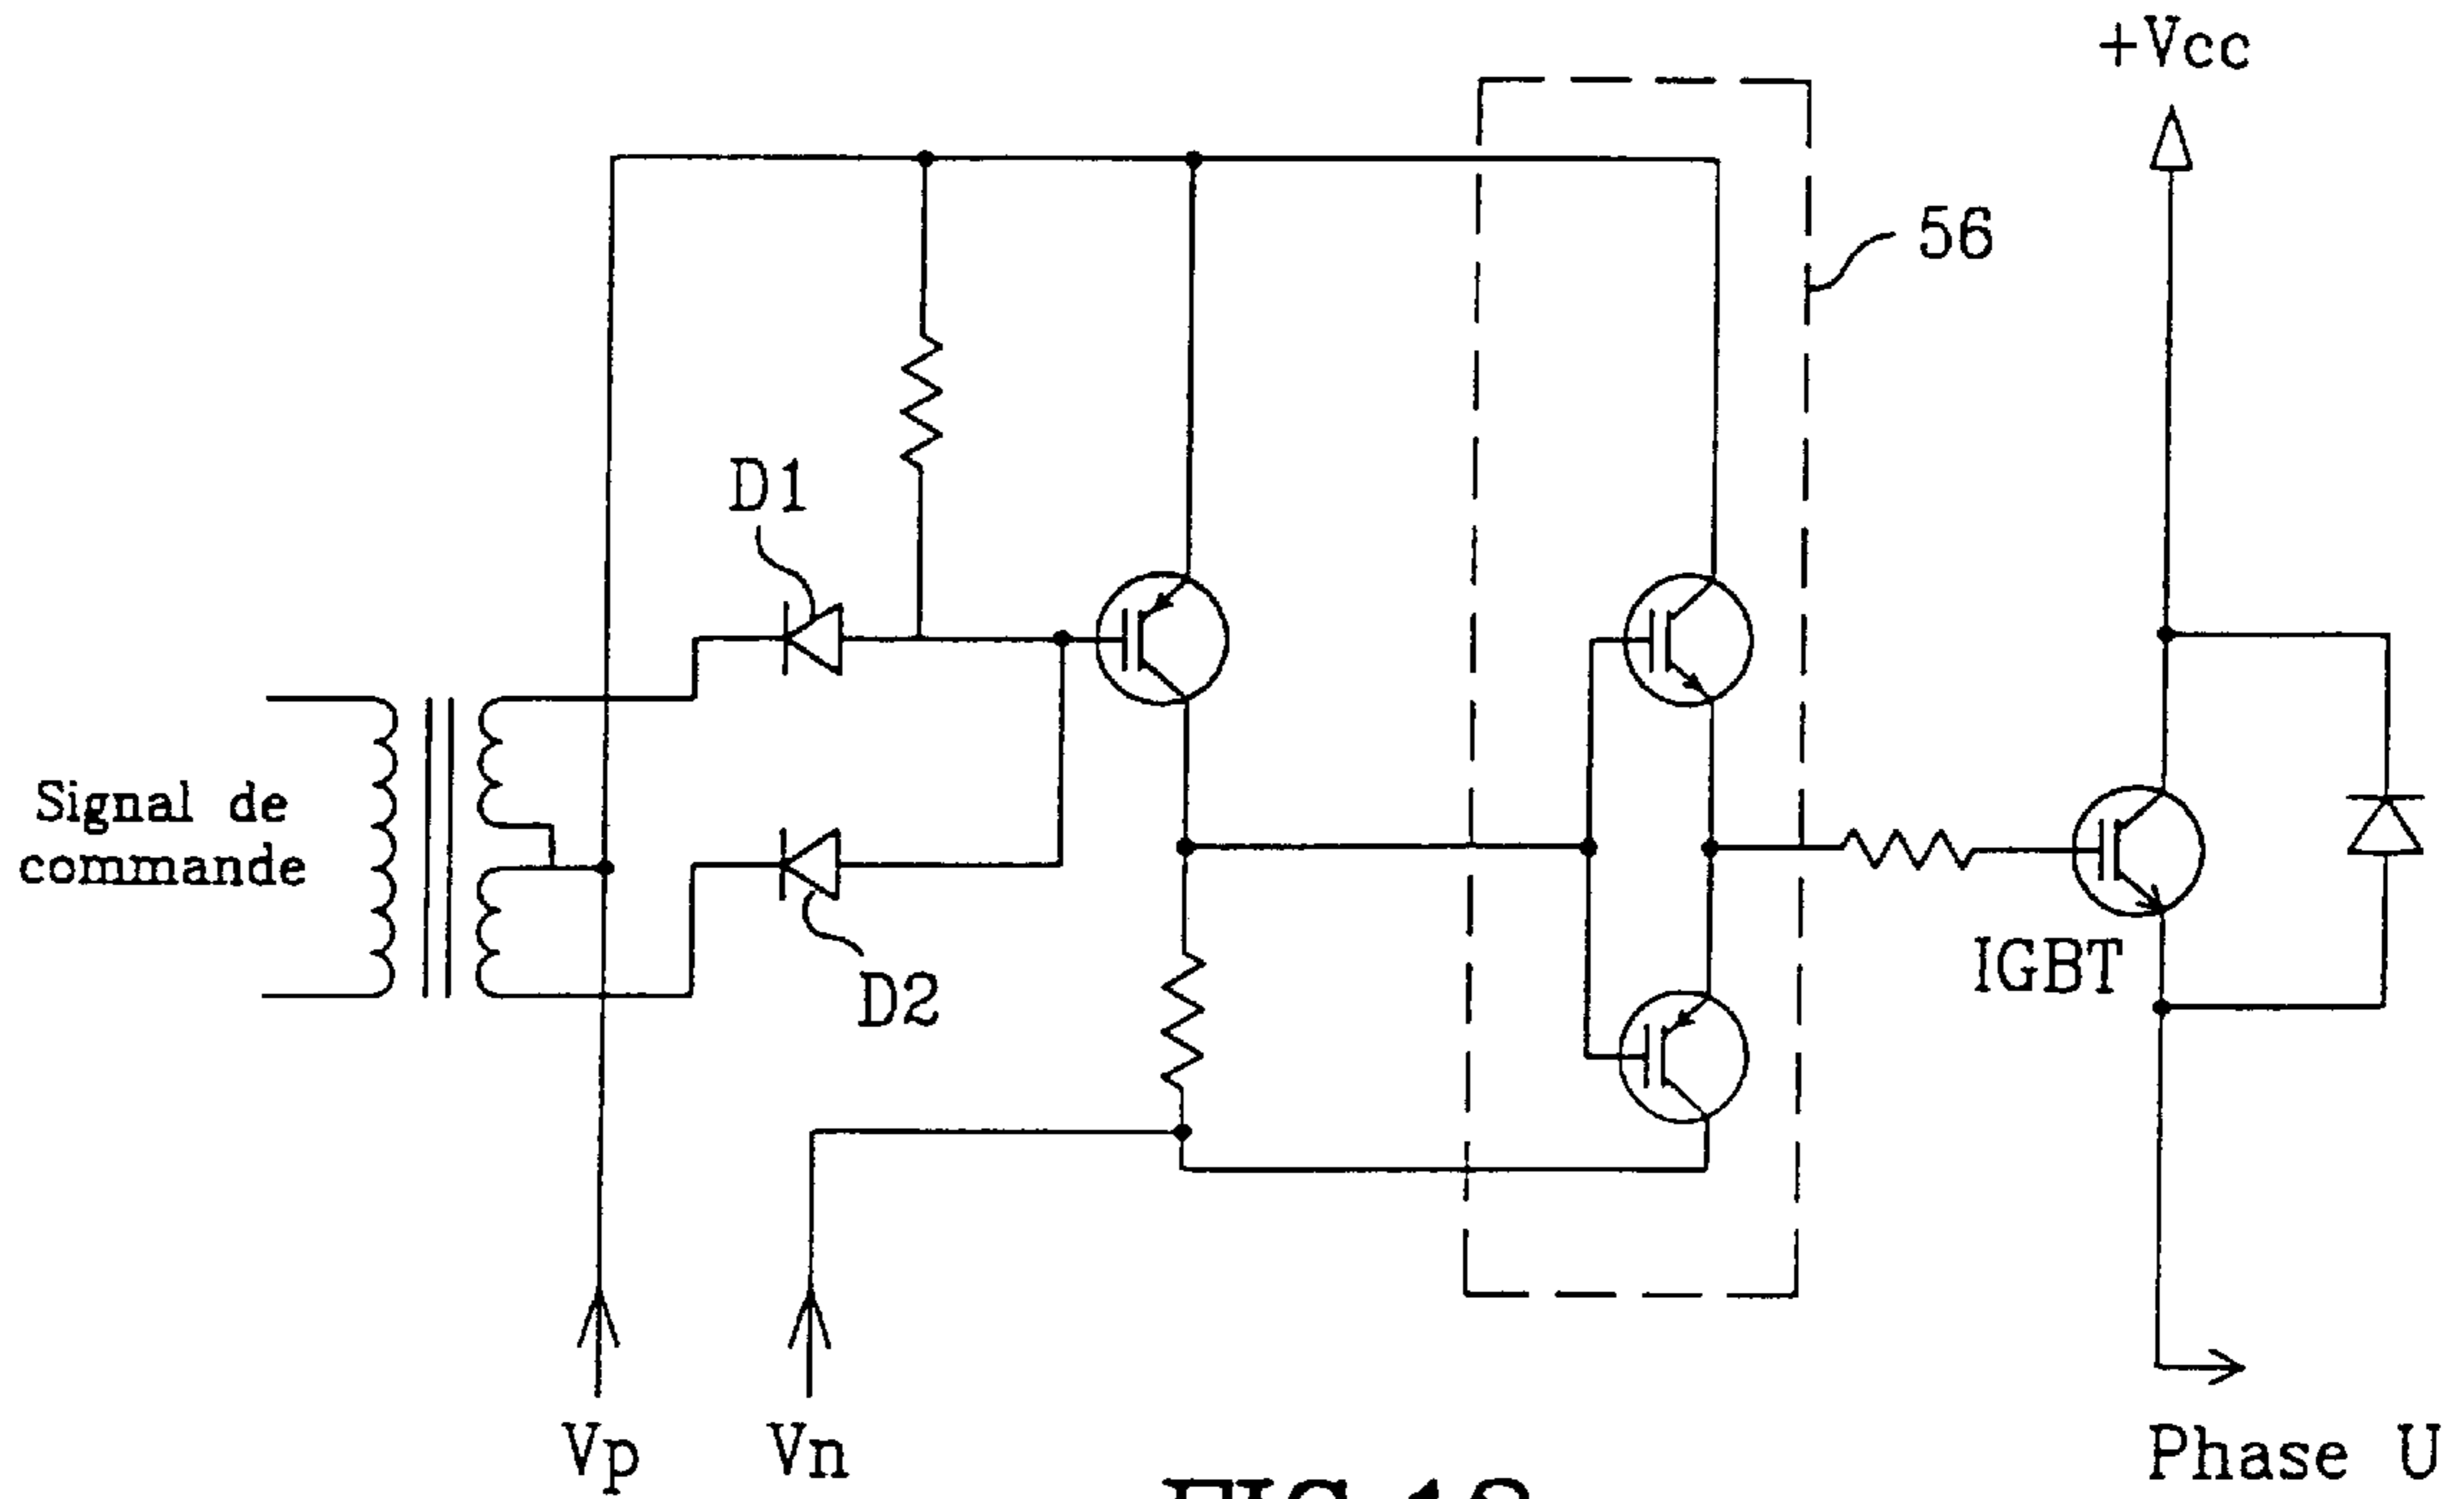 +Vcc
56
D1
Signal de
commande
D2
IGBT
Vp
Vn
Phase U